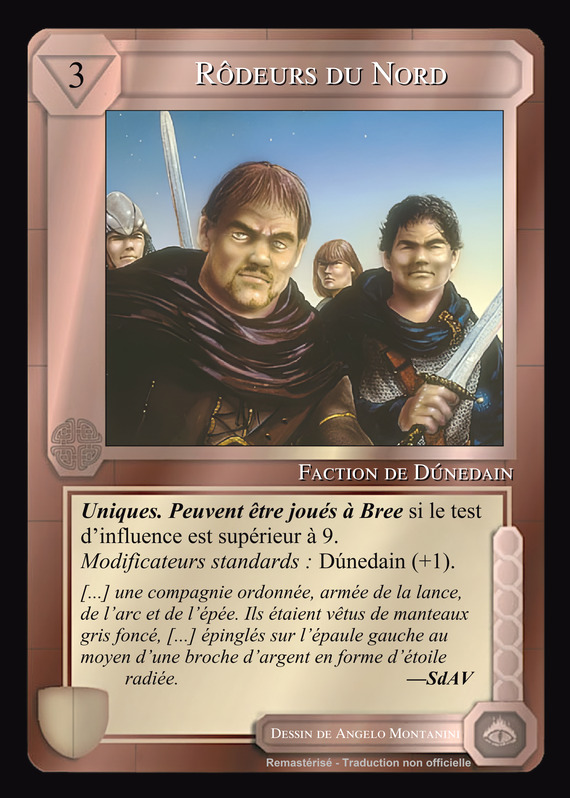 3
RÔDEURS DU NORD
FACTION DE DÚNEDAIN
Uniques. Peuvent être joués à Bree si le test
d’influence est supérieur à 9.
Modificateurs standards : Dúnedain (+1).
[...] une compagnie ordonnée, armée de la lance,
de l’arc et de l’épée. Ils étaient vêtus de manteaux
gris foncé, [...] épinglés sur l’épaule gauche au
moyen d’une broche d’argent en forme d’étoile
radiée. —SdAV
DESSIN DE ANGELO MONTANINI
Remastérisé - Traduction non officielle